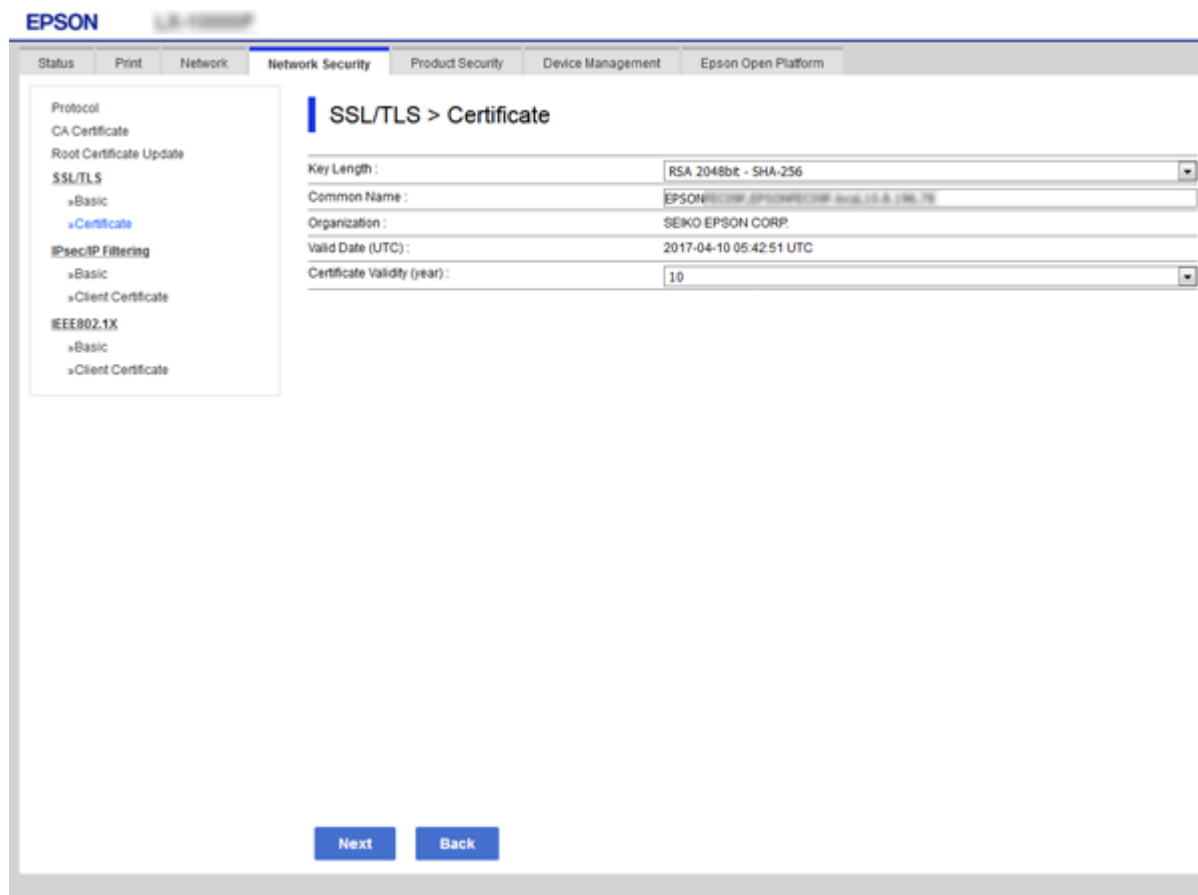 EPSON
Status Print Network Network Security Product Security Device Management Epson Open Platform
Protocol
CA Certificate
Root Certificate Update
SSL/TLS
»Basic
»Certificate
IPsec/IP Filtering
»Basic
»Client Certificate
IEEE802.1X
»Basic
»Client Certificate
SSL/TLS > Certificate
Key Length : RSA 2048bit - SHA-256
Common Name : EPSON
Organization : SEIKO EPSON CORP.
Valid Date (UTC) : 2017-04-10 05:42:51 UTC
Certificate Validity (year) : 10
Next Back